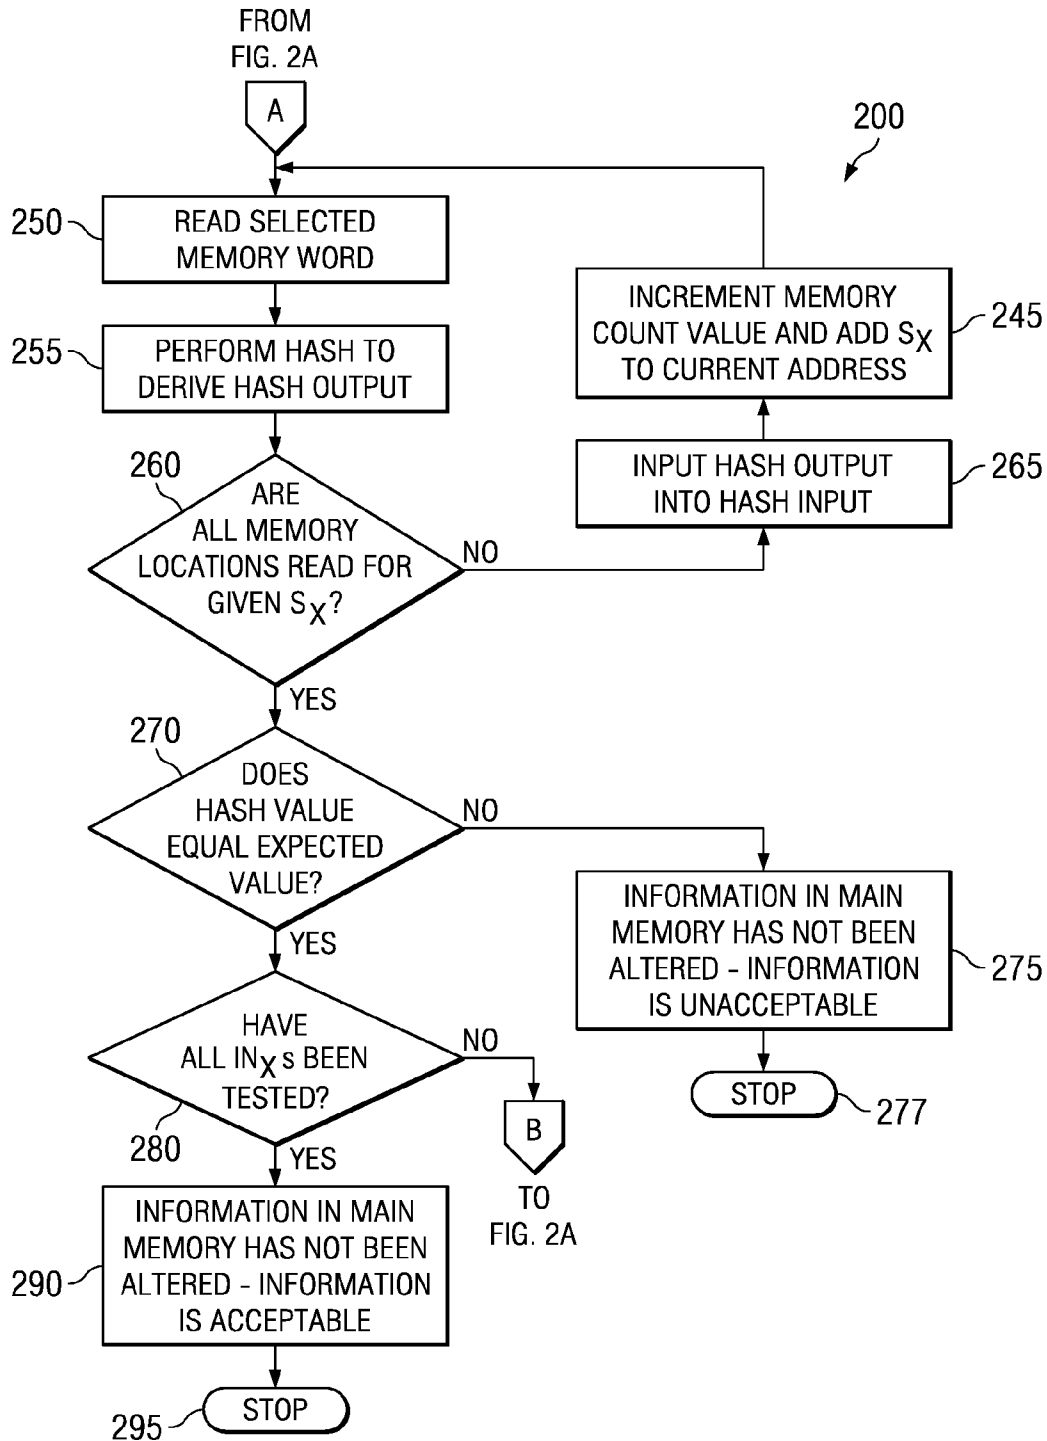 FROM
FIG. 2A
A
200
250
READ SELECTED
MEMORY WORD
INCREMENT MEMORY
COUNT VALUE AND ADD SX
TO CURRENT ADDRESS
245
255
PERFORM HASH TO
DERIVE HASH OUTPUT
INPUT HASH OUTPUT
INTO HASH INPUT
265
260
ARE
ALL MEMORY
LOCATIONS READ FOR
GIVEN SX?
NO
YES
270
DOES
HASH VALUE
EQUAL EXPECTED
VALUE?
NO
YES
INFORMATION IN MAIN
MEMORY HAS NOT BEEN
ALTERED - INFORMATION
IS UNACCEPTABLE
275
STOP
277
HAVE
ALL INX s BEEN
TESTED?
280
NO
YES
B
TO
FIG. 2A
290
INFORMATION IN MAIN
MEMORY HAS NOT BEEN
ALTERED - INFORMATION
IS ACCEPTABLE
295
STOP